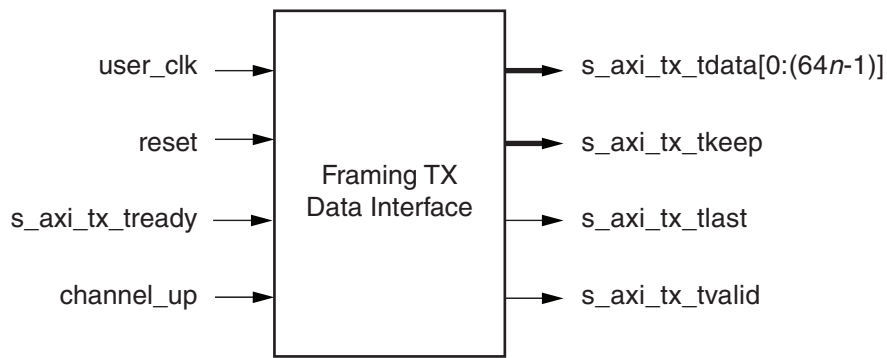 user_clk
reset
s_axi_tx_tready
channel_up
Framing TX
Data Interface
s_axi_tx_tdata[0:(64n-1)]
s_axi_tx_tkeep
s_axi_tx_tlast
s_axi_tx_tvalid